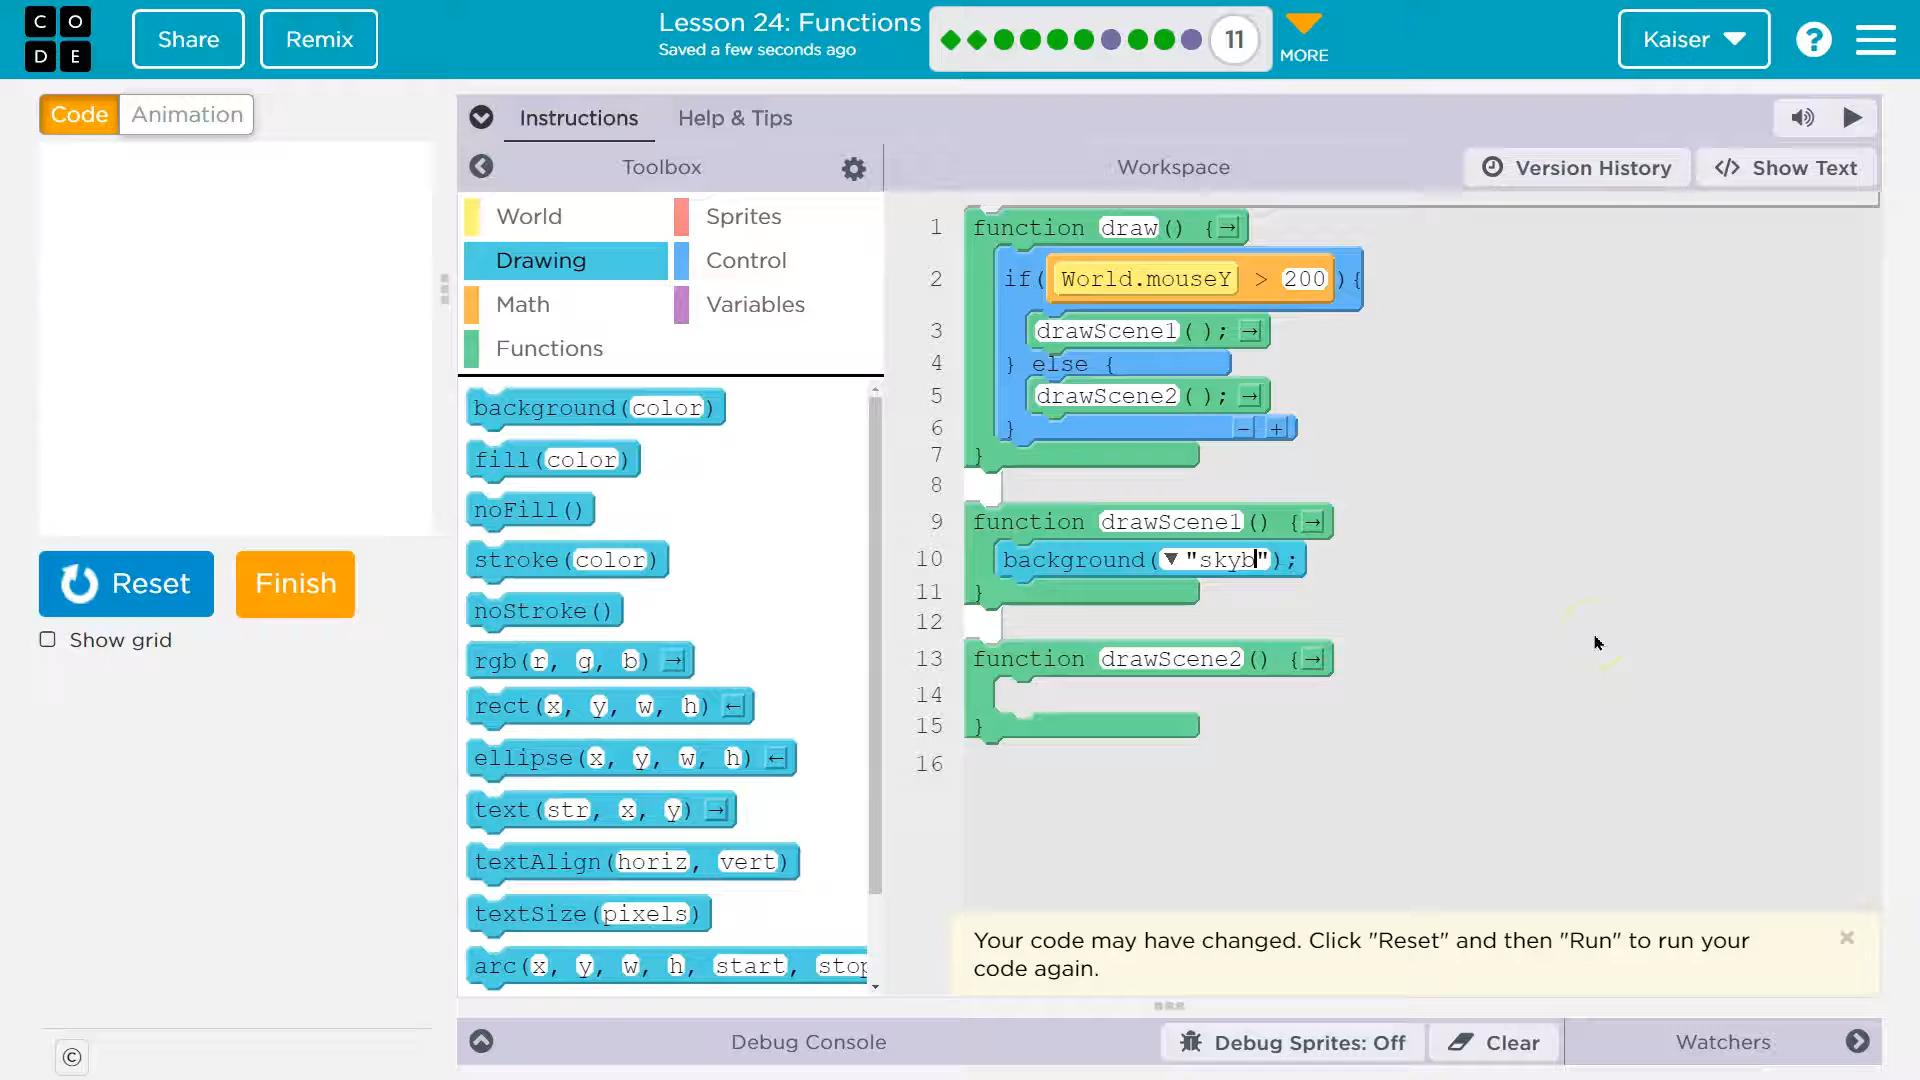 C O
D E
Share
Remix
Lesson 24: Functions
Saved a few seconds ago
11
MORE
Kaiser
?
Code
Animation
Instructions
Help & Tips
Toolbox
Workspace
Version History
</> Show Text
World
Sprites
Drawing
Control
Math
Variables
Functions
background(color)
fill(color)
noFill()
stroke(color)
noStroke()
rgb(r, g, b) →
rect(x, y, w, h) ←
ellipse(x, y, w, h) ←
text(str, x, y) →
textAlign(horiz, vert)
textSize(pixels)
arc(x, y, w, h, start, stop
1 function draw() { →
2 if( World.mouseY > 200 ){
3 drawScene1(); →
4 } else {
5 drawScene2(); →
6 } - +
7 }
8
9 function drawScene1() { →
10 background( ▼ "skyb");
11 }
12
13 function drawScene2() { →
14
15 }
16
Reset
Finish
Show grid
Your code may have changed. Click "Reset" and then "Run" to run your
code again.
×
©
Debug Console
Debug Sprites: Off
Clear
Watchers